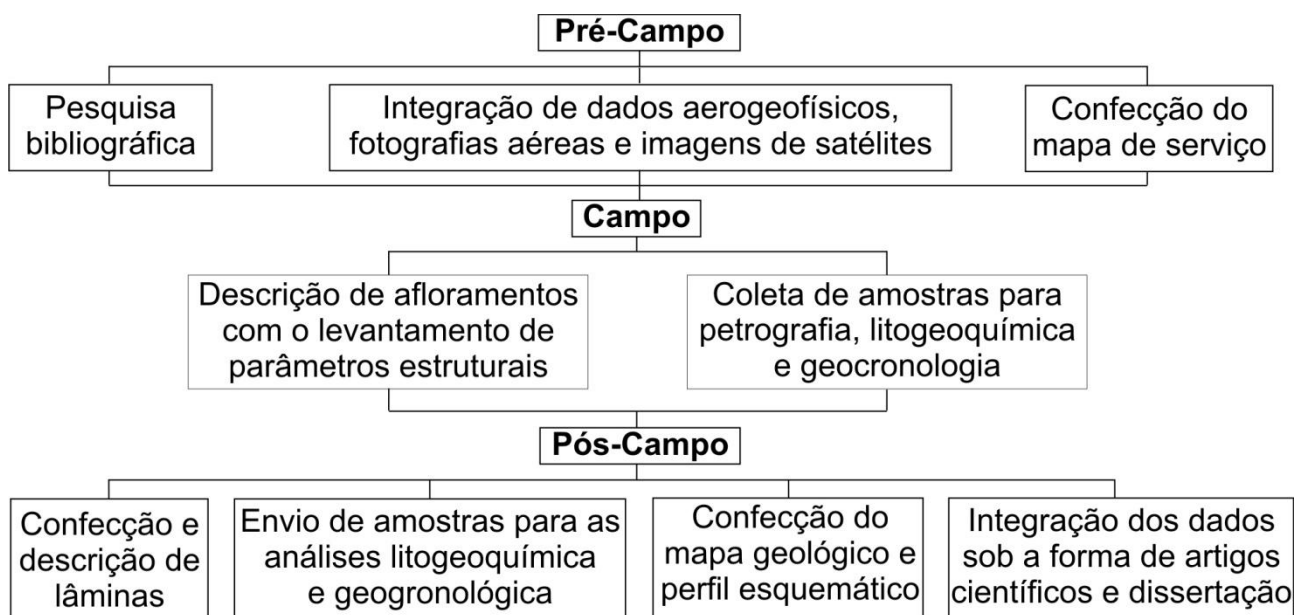 Pré-Campo
Pesquisa
bibliográfica
Integração de dados aerogeofísicos,
fotografias aéreas e imagens de satélites
Confecção do
mapa de serviço
Campo
Descrição de afloramentos
com o levantamento de
parâmetros estruturais
Coleta de amostras para
petrografia, litogeoquímica
e geocronologia
Pós-Campo
Confecção e
descrição de
lâminas
Envio de amostras para as
análises litogeoquímica
e geogronológica
Confecção do
mapa geológico e
perfil esquemático
Integração dos dados
sob a forma de artigos
científicos e dissertação